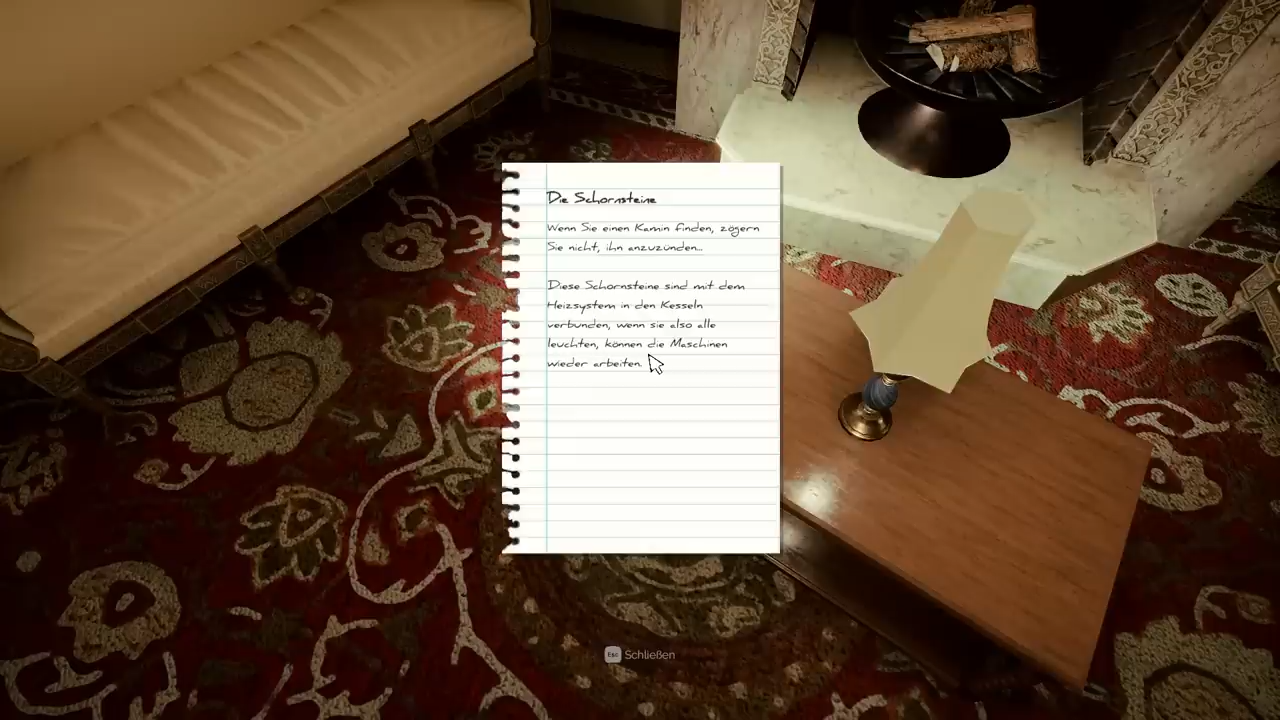 Die Schornsteine
Wenn Sie einen Kamin finden, zögern
Sie nicht, ihn anzuzünden...
Diese Schornsteine sind mit dem
Heizsystem in den Kesseln
verbunden, wenn sie also alle
leuchten, können die Maschinen
wieder arbeiten.
Esc Schließen